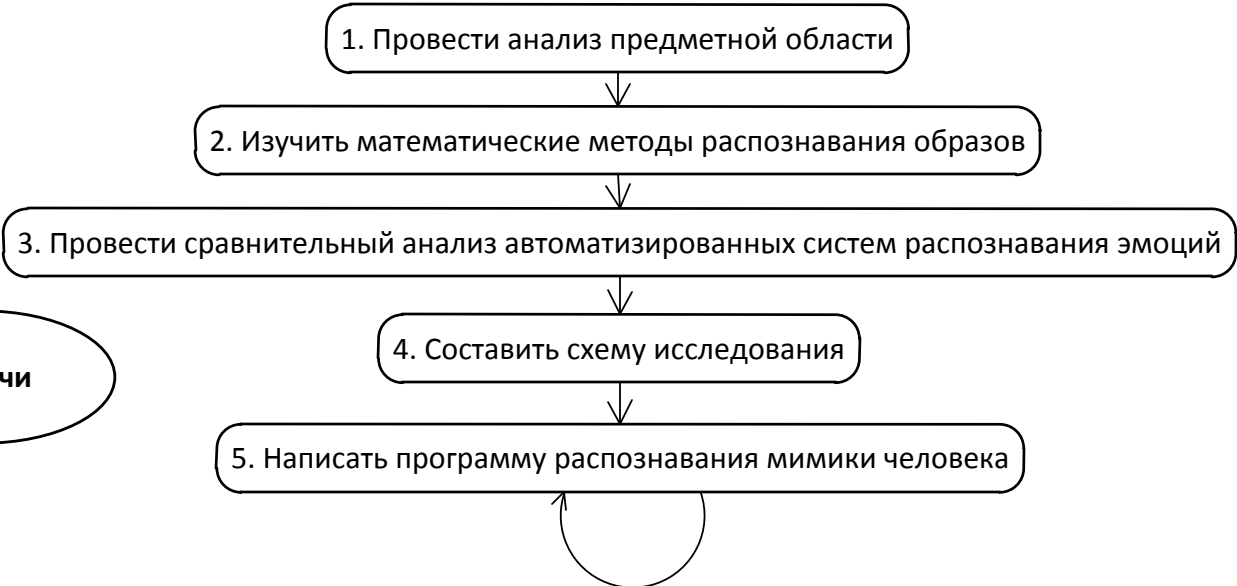 1. Провести анализ предметной области
2. Изучить математические методы распознавания образов
3. Провести сравнительный анализ автоматизированных систем распознавания эмоций
чи
4. Составить схему исследования
5. Написать программу распознавания мимики человека